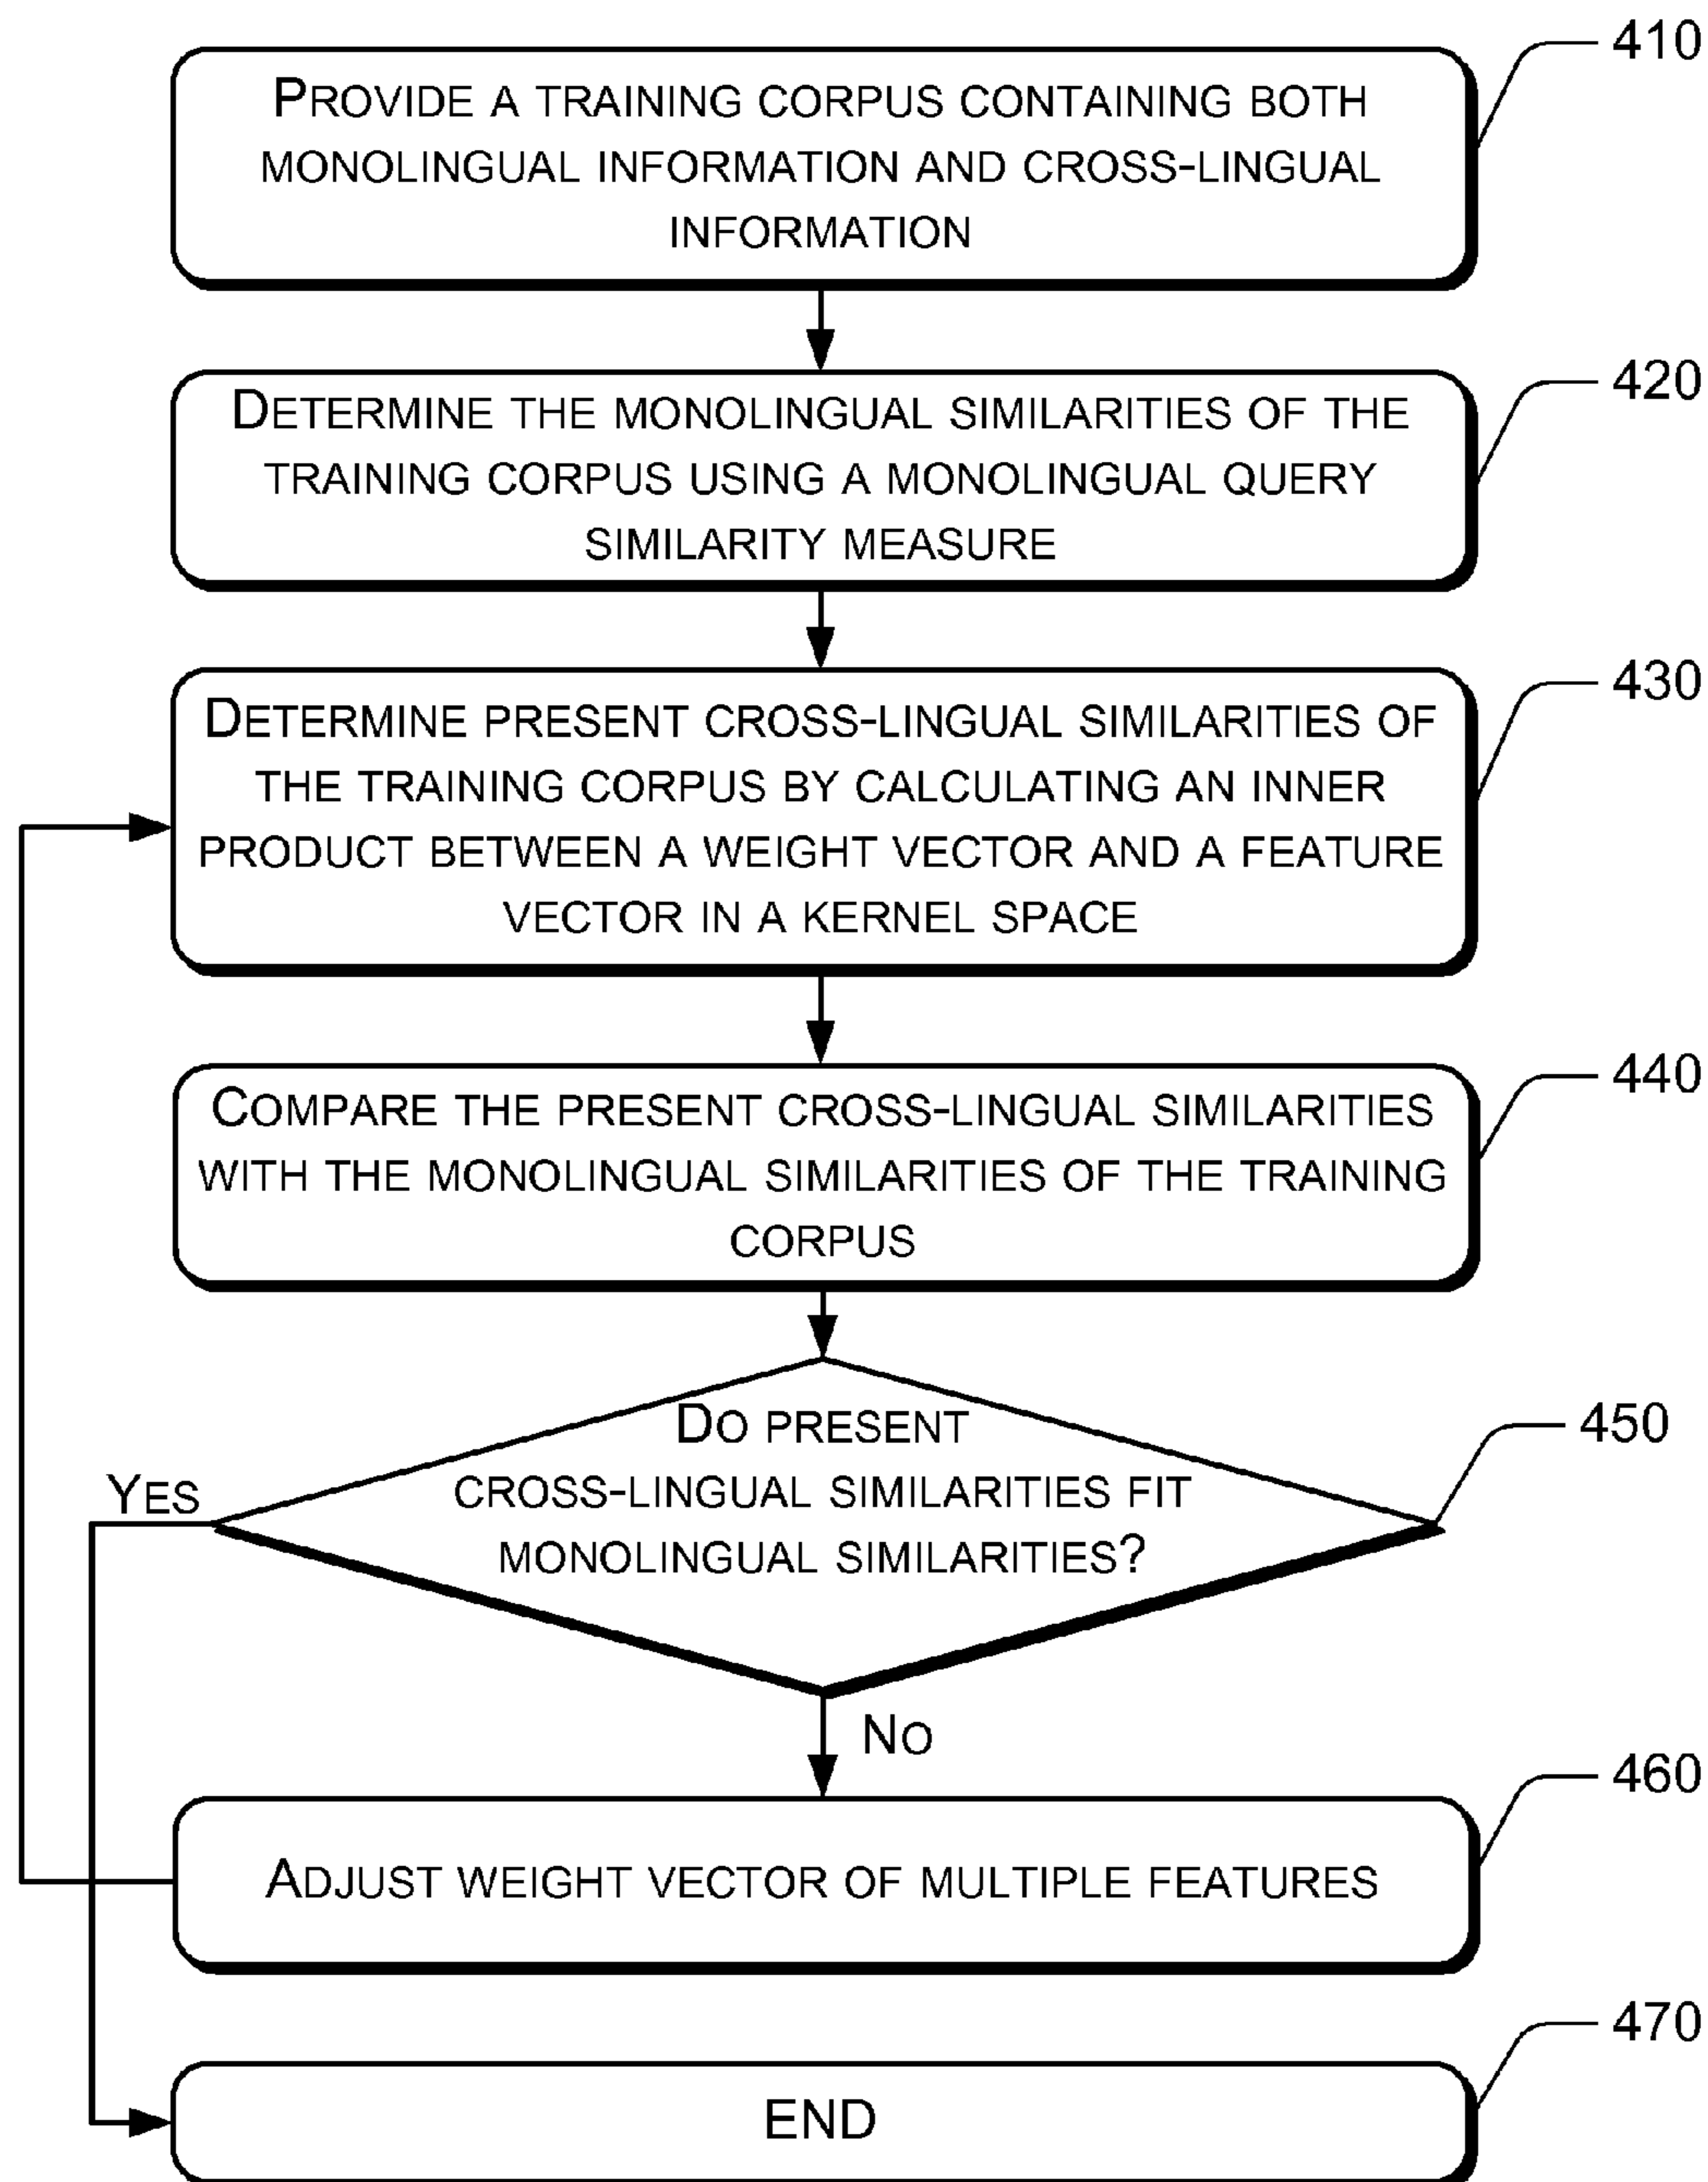 410
PROVIDE A TRAINING CORPUS CONTAINING BOTH
MONOLINGUAL INFORMATION AND CROSS-LINGUAL
INFORMATION
420
DETERMINE THE MONOLINGUAL SIMILARITIES OF THE
TRAINING CORPUS USING A MONOLINGUAL QUERY
SIMILARITY MEASURE
430
DETERMINE PRESENT CROSS-LINGUAL SIMILARITIES OF
THE TRAINING CORPUS BY CALCULATING AN INNER
PRODUCT BETWEEN A WEIGHT VECTOR AND A FEATURE
VECTOR IN A KERNEL SPACE
440
COMPARE THE PRESENT CROSS-LINGUAL SIMILARITIES
WITH THE MONOLINGUAL SIMILARITIES OF THE TRAINING
CORPUS
450
DO PRESENT
CROSS-LINGUAL SIMILARITIES FIT
MONOLINGUAL SIMILARITIES?
YES
NO
460
ADJUST WEIGHT VECTOR OF MULTIPLE FEATURES
470
END